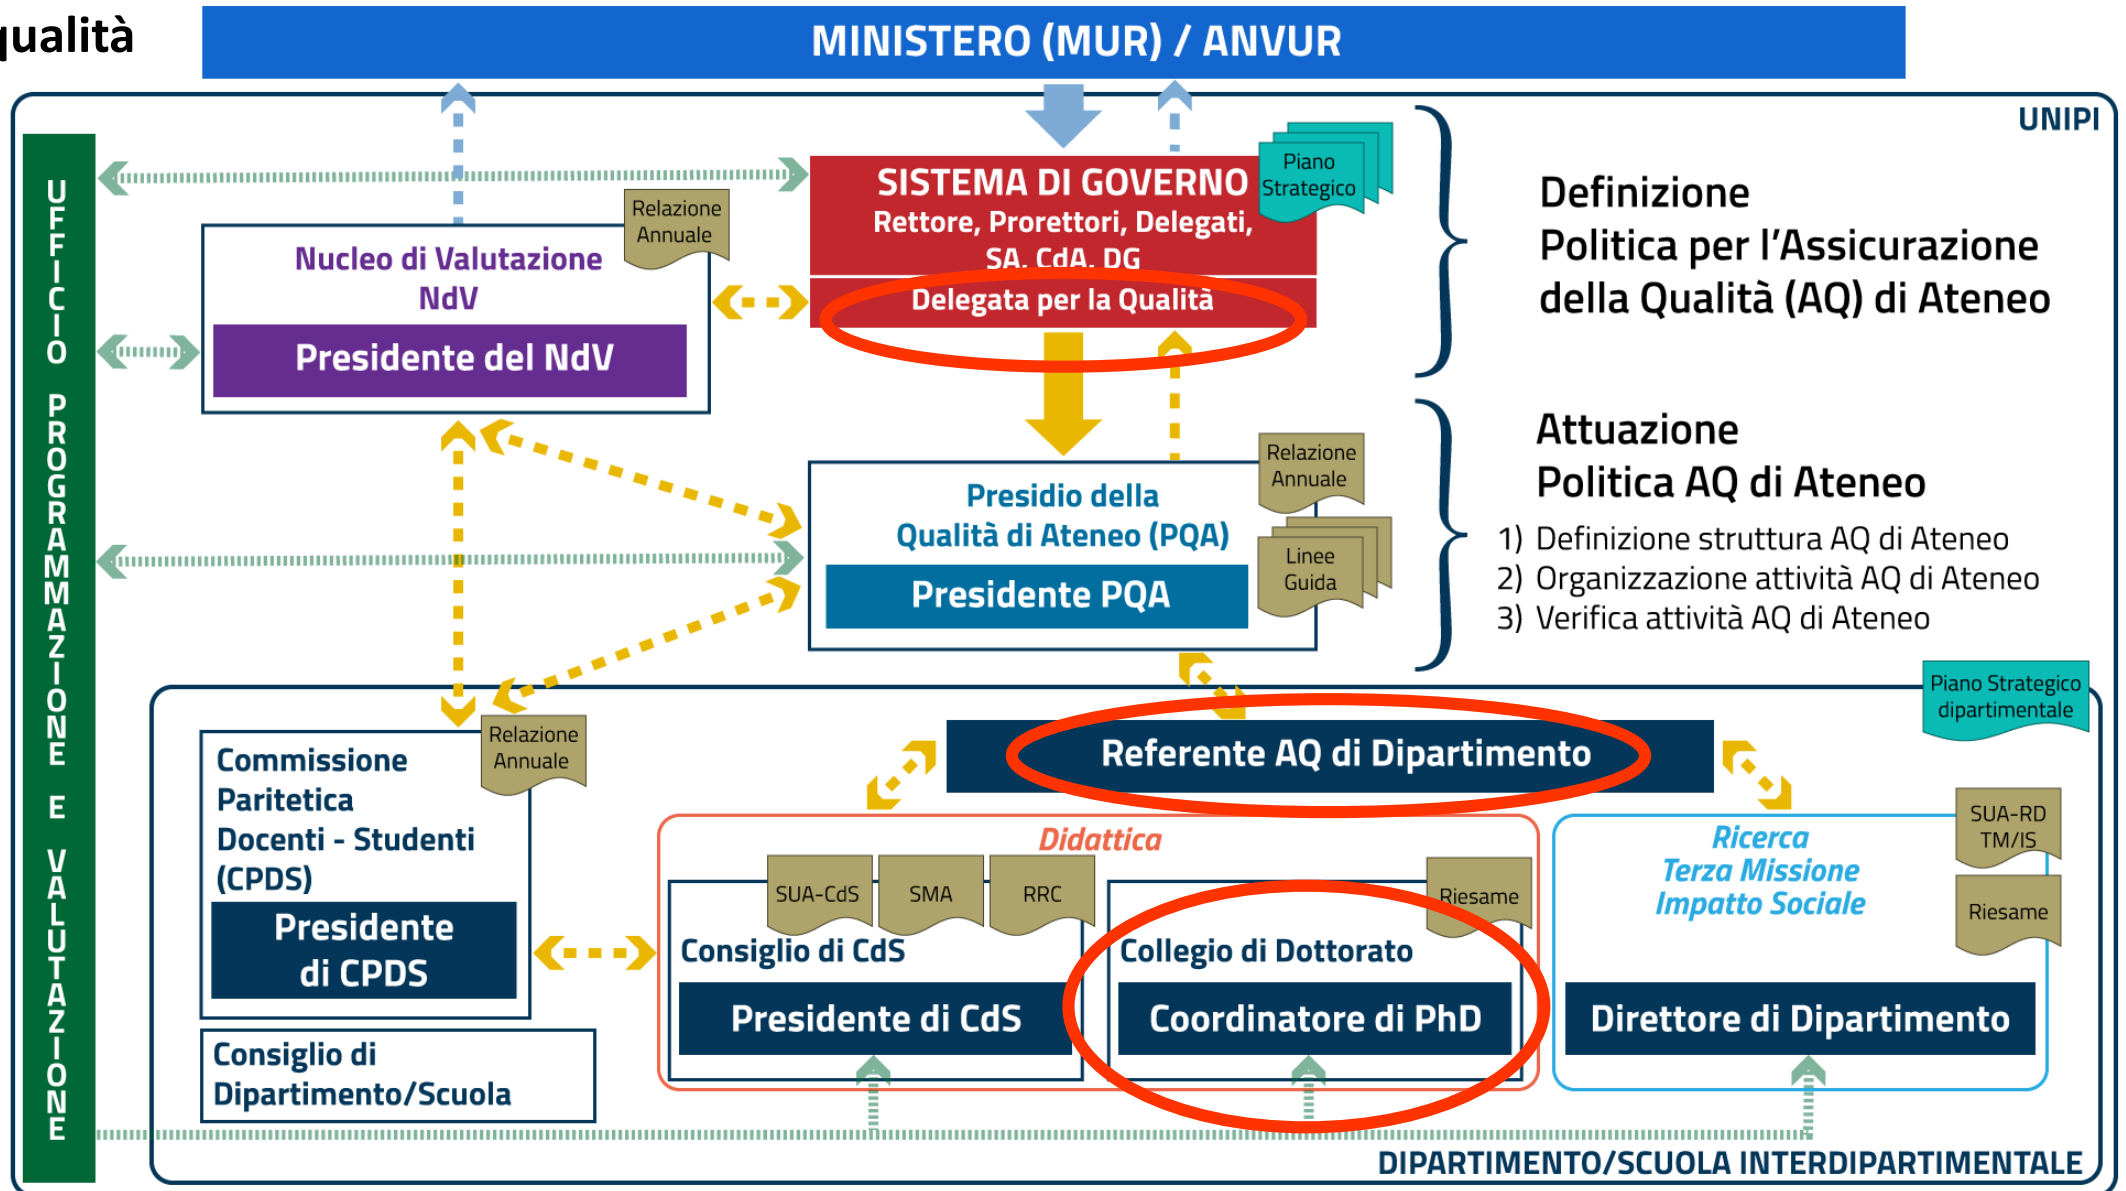 qualità
MINISTERO (MUR) / ANVUR
UNIPI
UFFICIO PROGRAMMAZIONE E VALUTAZIONE
SISTEMA DI GOVERNO
Rettore, Prorettori, Delegati,
SA, CdA, DG
Delegata per la Qualità
Piano
Strategico
Relazione
Annuale
Nucleo di Valutazione
NdV
Presidente del NdV
Definizione
Politica per l'Assicurazione
della Qualità (AQ) di Ateneo
Attuazione
Politica AQ di Ateneo
1) Definizione struttura AQ di Ateneo
2) Organizzazione attività AQ di Ateneo
3) Verifica attività AQ di Ateneo
Relazione
Annuale
Linee
Guida
Presidio della
Qualità di Ateneo (PQA)
Presidente PQA
Piano Strategico
dipartimentale
Relazione
Annuale
Commissione
Paritetica
Docenti - Studenti
(CPDS)
Presidente
di CPDS
Consiglio di
Dipartimento/Scuola
Referente AQ di Dipartimento
Didattica
SUA-CdS
SMA
RRC
Consiglio di CdS
Presidente di CdS
Riesame
Collegio di Dottorato
Coordinatore di PhD
Ricerca
Terza Missione
Impatto Sociale
SUA-RD
TM/IS
Riesame
Direttore di Dipartimento
DIPARTIMENTO/SCUOLA INTERDIPARTIMENTALE